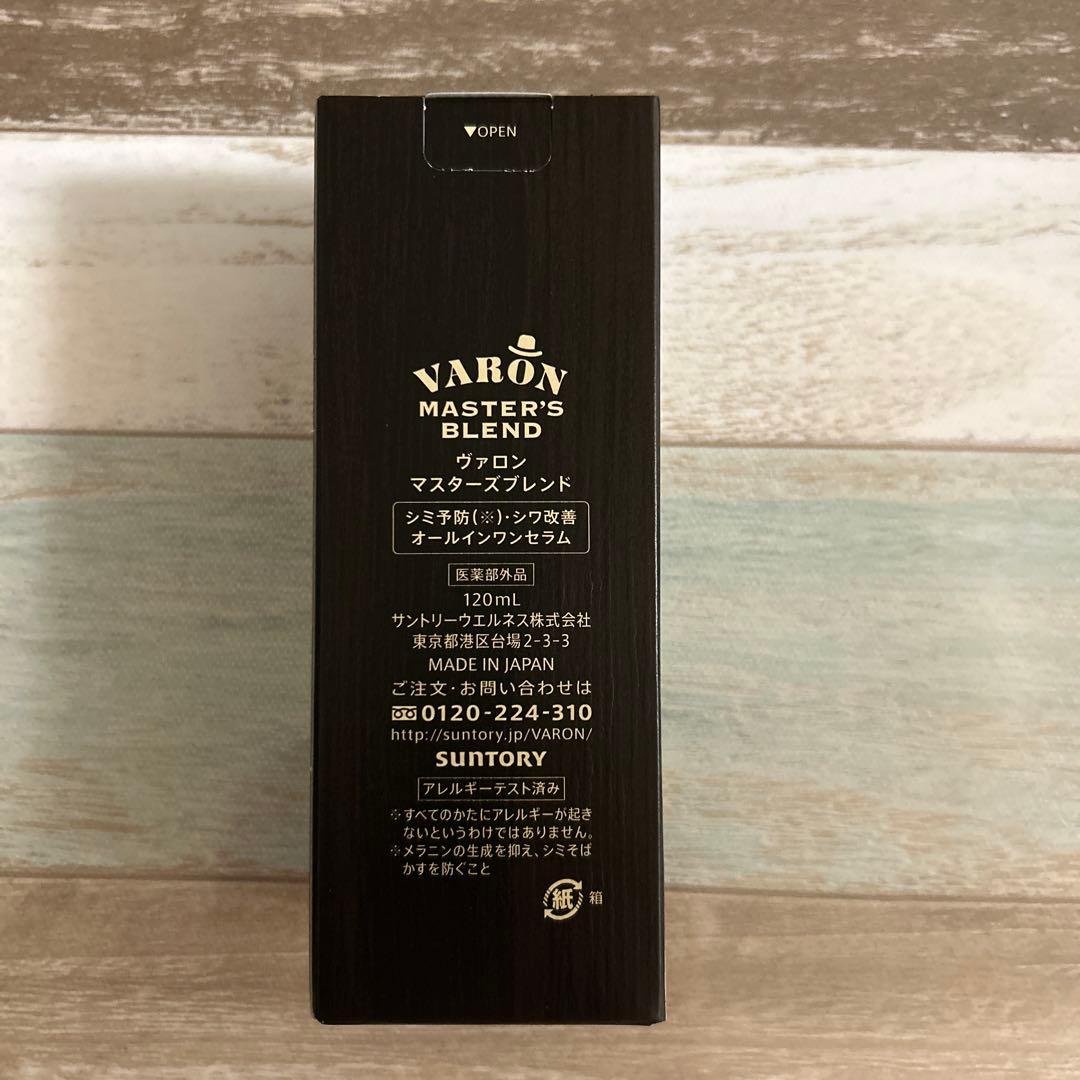 ▼OPEN
VARON
MASTER'S
BLEND
ヴァロン
マスターズブレンド
シミ予防(※)・シワ改善
オールインワンセラム
医薬部外品
120mL
サントリーウエルネス株式会社
東京都港区台場2-3-3
MADE IN JAPAN
ご注文・お問い合わせは
0120-224-310
http://suntory.jp/VARON/
SUNTORY
アレルギーテスト済み
※すべてのかたにアレルギーが起き
ないというわけではありません。
※メラニンの生成を抑え、シミそば
かすを防ぐこと
紙 箱